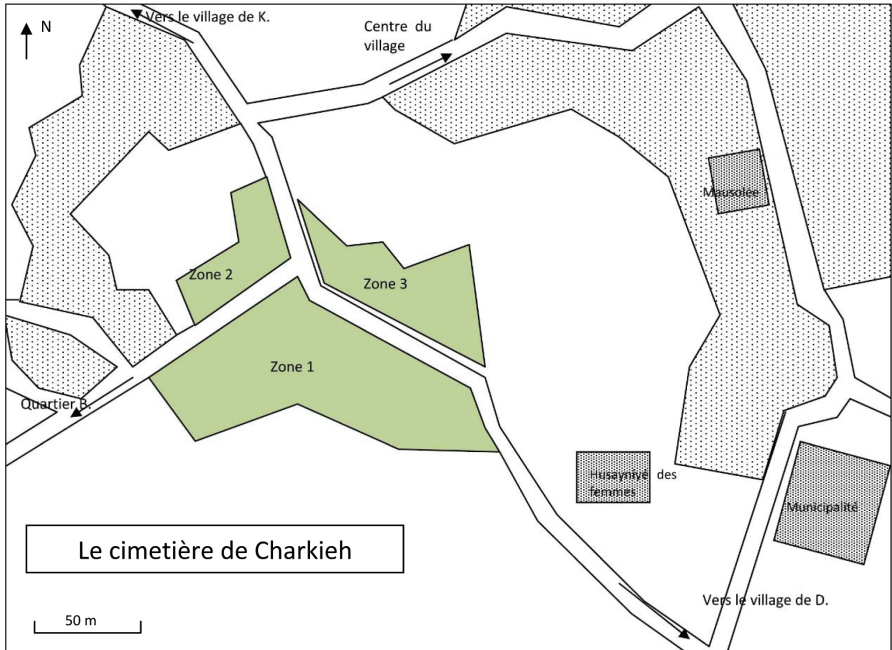 Vers le village de K.
N
Centre du
village
Mausolée
Zone 2
Zone 3
Zone 1
Quartier B.
Husayniyé des
femmes
Municipalité
Le cimetière de Charkieh
Vers le village de D.
50 m